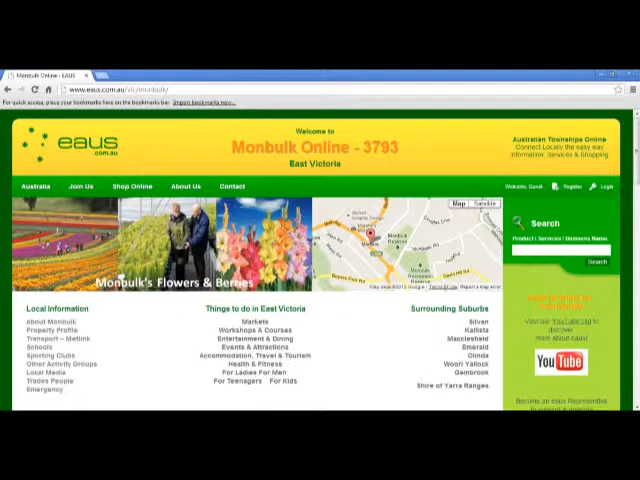 Monbulk Online - EAUS
www.eaus.com.au/vic/monbulk/
For quick access, place your bookmarks here on the bookmarks bar. Import bookmarks now...
eaus
.com.au
Welcome to
Monbulk Online - 3793
East Victoria
Australian Townships Online
Connect Locally the easy way
Information, Services & Shopping
Australia Join Us Shop Online About Us Contact
Welcome, Guest Register Login
Monbulk's Flowers & Berries
Map Satellite
Monbulk Reserve
Monbulk Recreation Reserve
Search
Product / Services / Business Name
Search
Local Information
About Monbulk
Property Profile
Transport – Metlink
Schools
Sporting Clubs
Other Activity Groups
Local Media
Trades People
Emergency
Things to do in East Victoria
Markets
Workshops & Courses
Entertainment & Dining
Events & Attractions
Accommodation, Travel & Tourism
Health & Fitness
For Ladies For Men
For Teenagers For Kids
Surrounding Suburbs
Silvan
Kallista
Macclesfield
Emerald
Olinda
Woori Yallock
Gembrook
Shire of Yarra Ranges
View our YouTube clip to
discover
more about eaus!
YouTube
Become an eaus Representative